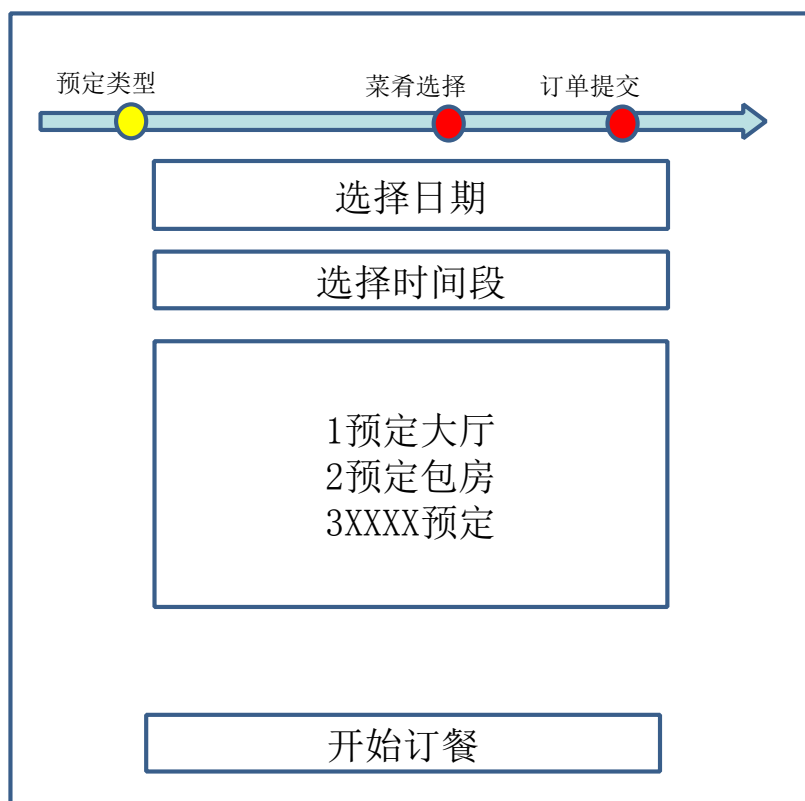 预定类型
菜肴选择
订单提交
选择日期
选择时间段
1预定大厅
2预定包房
3XXXX预定
开始订餐